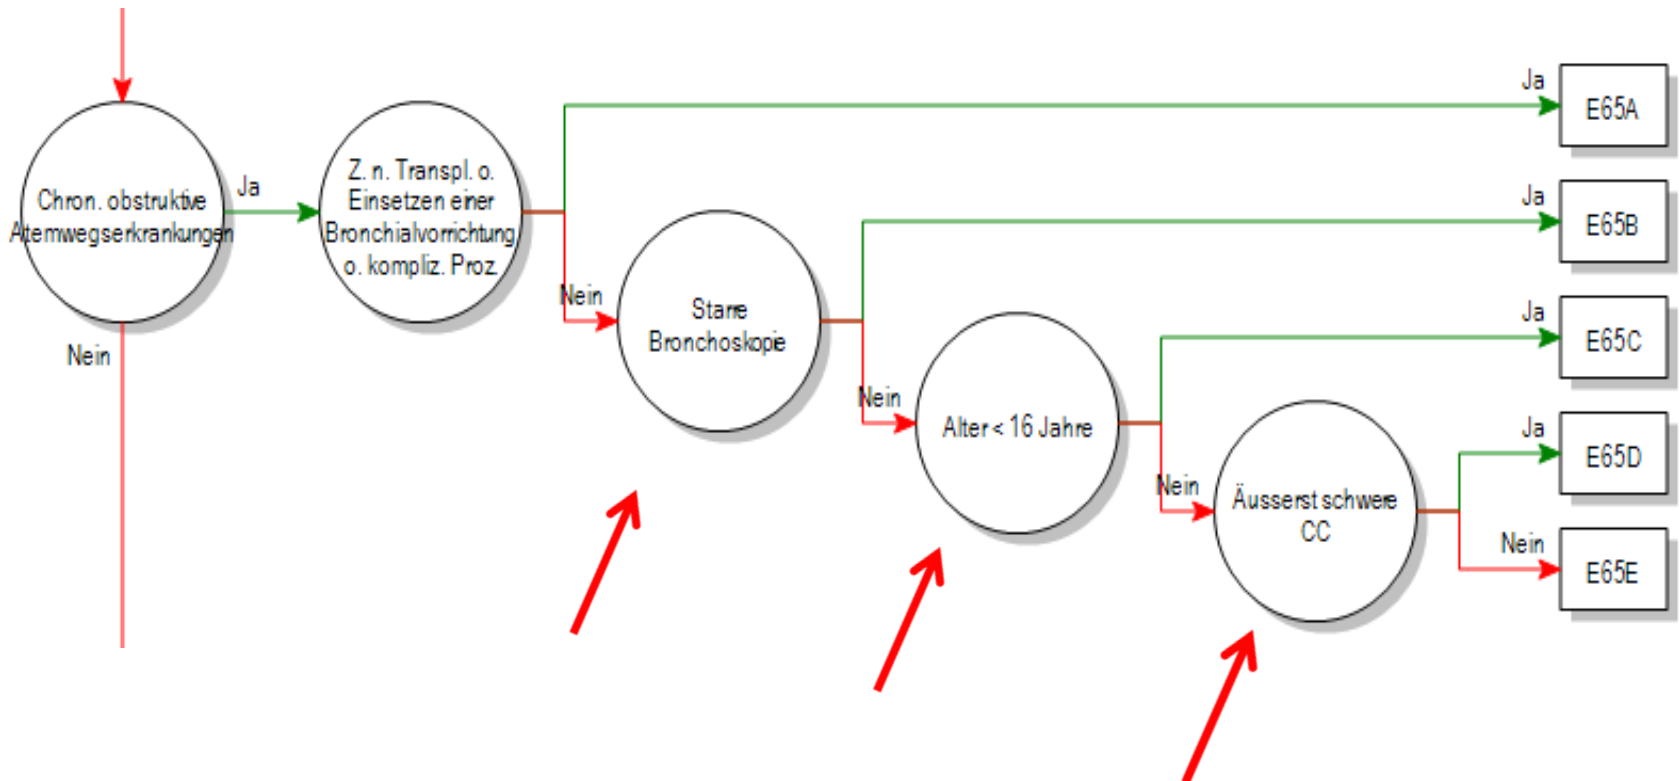 Chron. obstruktive
Atemwegserkrankungen
Ja
Nein
Z. n. Transpl. o.
Einsetzen einer
Bronchialvorrichtung
o. kompliz. Proz.
Ja
E65A
Nein
Starre
Bronchoskopie
Ja
E65B
Nein
Alter < 16 Jahre
Ja
E65C
Nein
Äusserst schwere
CC
Ja
E65D
Nein
E65E